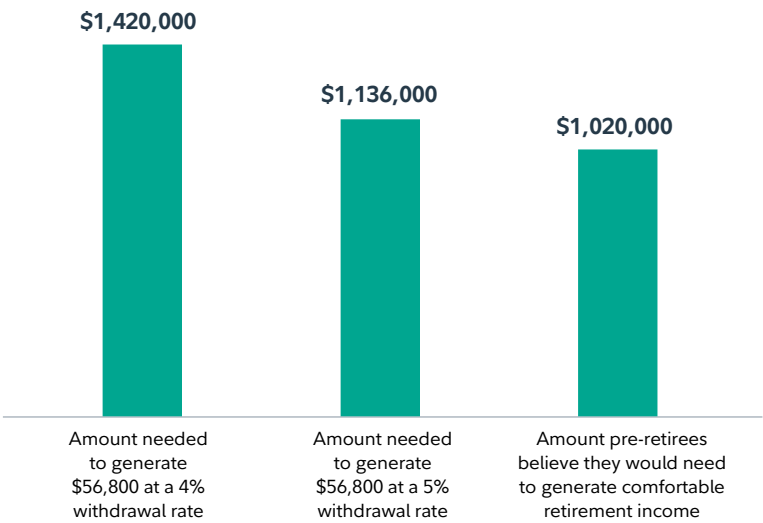 $1,420,000
$1,136,000
$1,020,000
Amount needed
to generate
$56,800 at a 4%
withdrawal rate
Amount needed
to generate
$56,800 at a 5%
withdrawal rate
Amount pre-retirees
believe they would need
to generate comfortable
retirement income